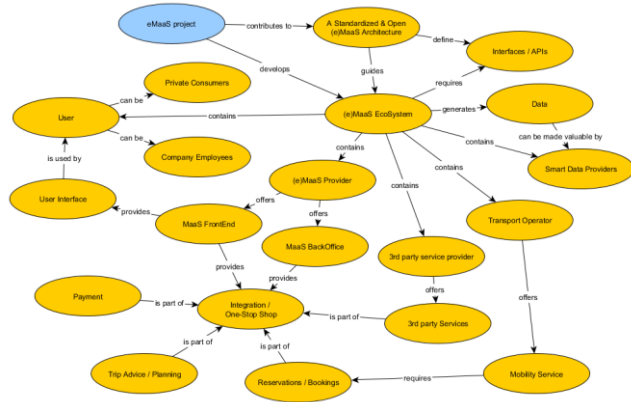 eMaaS project
contributes to
A Standardized & Open
(e)MaaS Architecture
define
Interfaces / APIs
develops
guides
requires
Private Consumers
can be
User
contains
(e)MaaS EcoSystem
generates
Data
can be
Company Employees
contains
can be made valuable by
Smart Data Providers
is used by
contains
contains
contains
(e)MaaS Provider
User Interface
provides
offers
offers
MaaS FrontEnd
Transport Operator
MaaS BackOffice
3rd party service provider
provides
provides
offers
offers
Payment
is part of
Integration /
One-Stop Shop
is part of
3rd party Services
is part of
is part of
Trip Advice / Planning
Reservations / Bookings
requires
Mobility Service